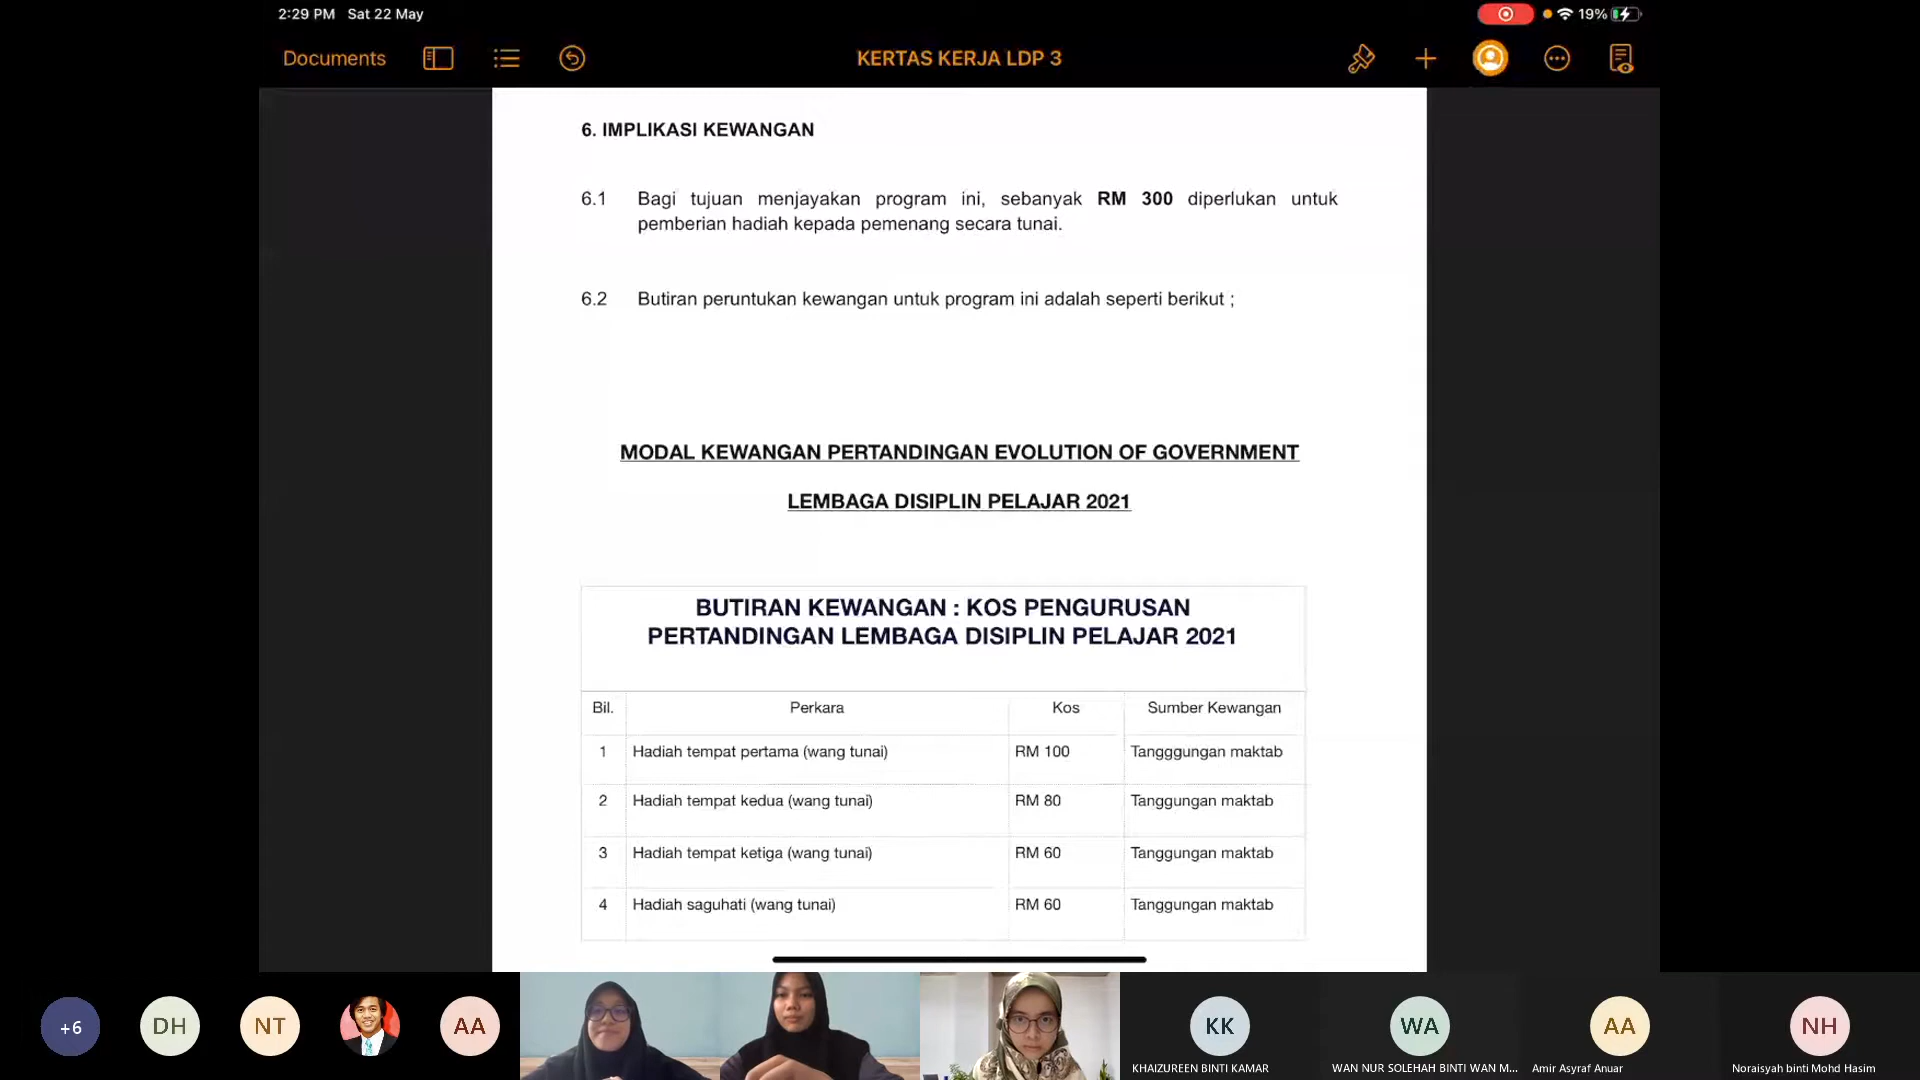 2:29 PM Sat 22 May
19%
Documents
KERTAS KERJA LDP 3
6. IMPLIKASI KEWANGAN
6.1 Bagi tujuan menjayakan program ini, sebanyak RM 300 diperlukan untuk
pemberian hadiah kepada pemenang secara tunai.
6.2 Butiran peruntukan kewangan untuk program ini adalah seperti berikut ;
MODAL KEWANGAN PERTANDINGAN EVOLUTION OF GOVERNMENT
LEMBAGA DISIPLIN PELAJAR 2021
BUTIRAN KEWANGAN : KOS PENGURUSAN
PERTANDINGAN LEMBAGA DISIPLIN PELAJAR 2021
Bil. Perkara Kos Sumber Kewangan
1 Hadiah tempat pertama (wang tunai) RM 100 Tangggungan maktab
2 Hadiah tempat kedua (wang tunai) RM 80 Tanggungan maktab
3 Hadiah tempat ketiga (wang tunai) RM 60 Tanggungan maktab
4 Hadiah saguhati (wang tunai) RM 60 Tanggungan maktab
+6 DH NT AA KK WA AA NH
KHAIZUREEN BINTI KAMAR WAN NUR SOLEHAH BINTI WAN M... Amir Asyraf Anuar Noraisyah binti Mohd Hasim